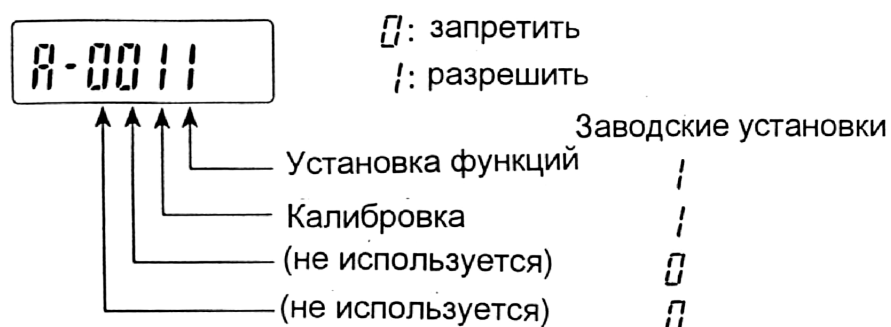 A-0011
0: запретить
1: разрешить
Заводские установки
Установка функций 1
Калибровка 1
(не используется) 0
(не используется) 0